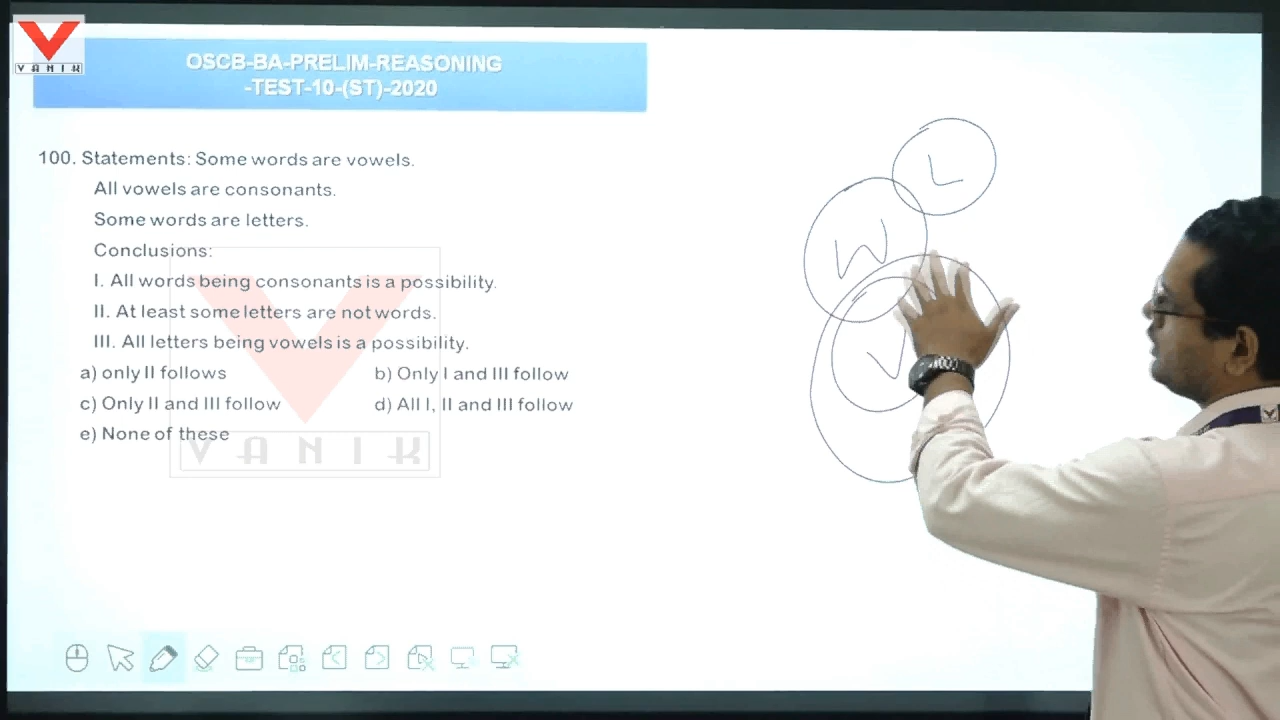 VANIK
OSCB-BA-PRELIM-REASONING
-TEST-10-(ST)-2020
100. Statements: Some words are vowels.
All vowels are consonants.
Some words are letters.
Conclusions:
I. All words being consonants is a possibility.
II. At least some letters are not words.
III. All letters being vowels is a possibility.
a) only II follows
b) Only I and III follow
c) Only II and III follow
d) All I, II and III follow
e) None of these
VANIK
L
W
V